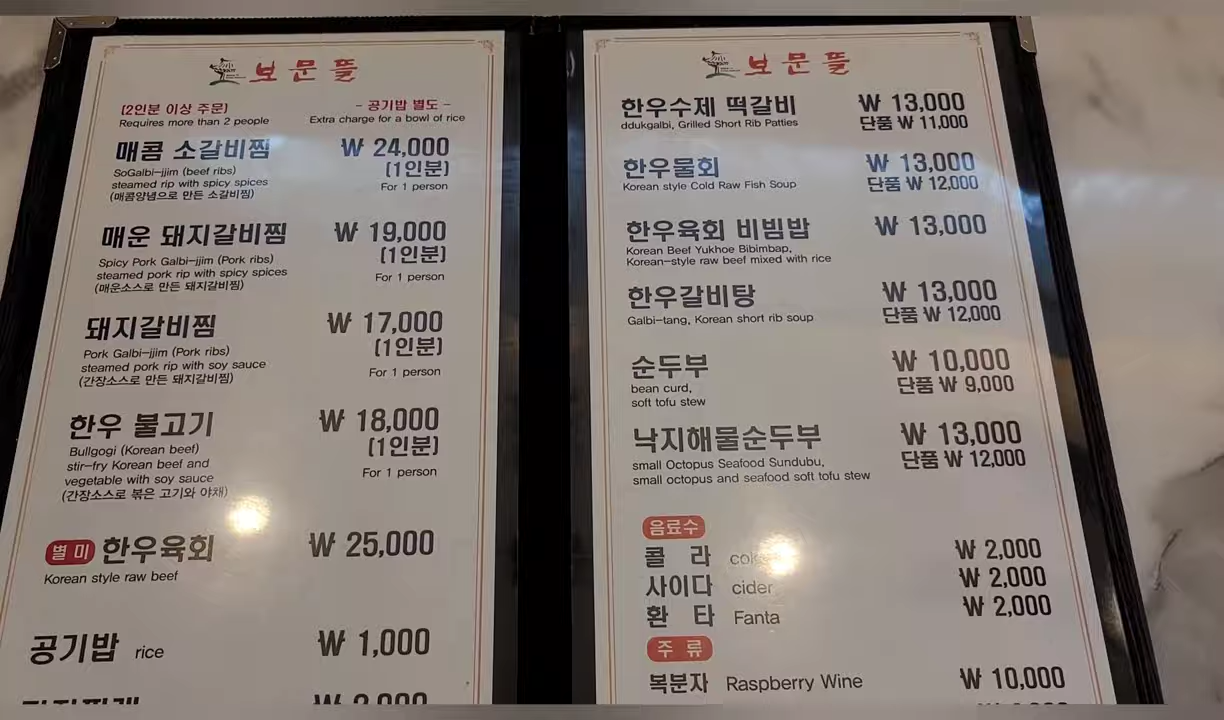 보문뜰
(2인분 이상 주문)
Requires more than 2 people
- 공기밥 별도 -
Extra charge for a bowl of rice
매콤 소갈비찜 ₩ 24,000
(1인분)
SoGalbi-jjim (beef ribs)
steamed rip with spicy spices For 1 person
(매콤양념으로 만든 소갈비찜)
매운 돼지갈비찜 ₩ 19,000
(1인분)
Spicy Pork Galbi-jjim (Pork ribs)
steamed pork rip with spicy spices For 1 person
(매운소스로 만든 돼지갈비찜)
돼지갈비찜 ₩ 17,000
(1인분)
Pork Galbi-jjim (Pork ribs)
steamed pork rip with soy sauce For 1 person
(간장소스로 만든 돼지갈비찜)
한우 불고기 ₩ 18,000
(1인분)
Bullgogi (Korean beef)
stir-fry Korean beef and For 1 person
vegetable with soy sauce
(간장소스로 볶은 고기와 야채)
별미 한우육회 ₩ 25,000
Korean style raw beef
공기밥 rice ₩ 1,000
보문뜰
한우수제 떡갈비 ₩ 13,000
ddukgalbi, Grilled Short Rib Patties 단품 ₩ 11,000
한우물회 ₩ 13,000
Korean style Cold Raw Fish Soup 단품 ₩ 12,000
한우육회 비빔밥 ₩ 13,000
Korean Beef Yukhoe Bibimbap,
Korean-style raw beef mixed with rice
한우갈비탕 ₩ 13,000
Galbi-tang, Korean short rib soup 단품 ₩ 12,000
순두부 ₩ 10,000
bean curd, 단품 ₩ 9,000
soft tofu stew
낙지해물순두부 ₩ 13,000
small Octopus Seafood Sundubu, 단품 ₩ 12,000
small octopus and seafood soft tofu stew
음료수
콜 라 ₩ 2,000
사이다 cider ₩ 2,000
환 타 Fanta ₩ 2,000
주 류
복분자 Raspberry Wine ₩ 10,000